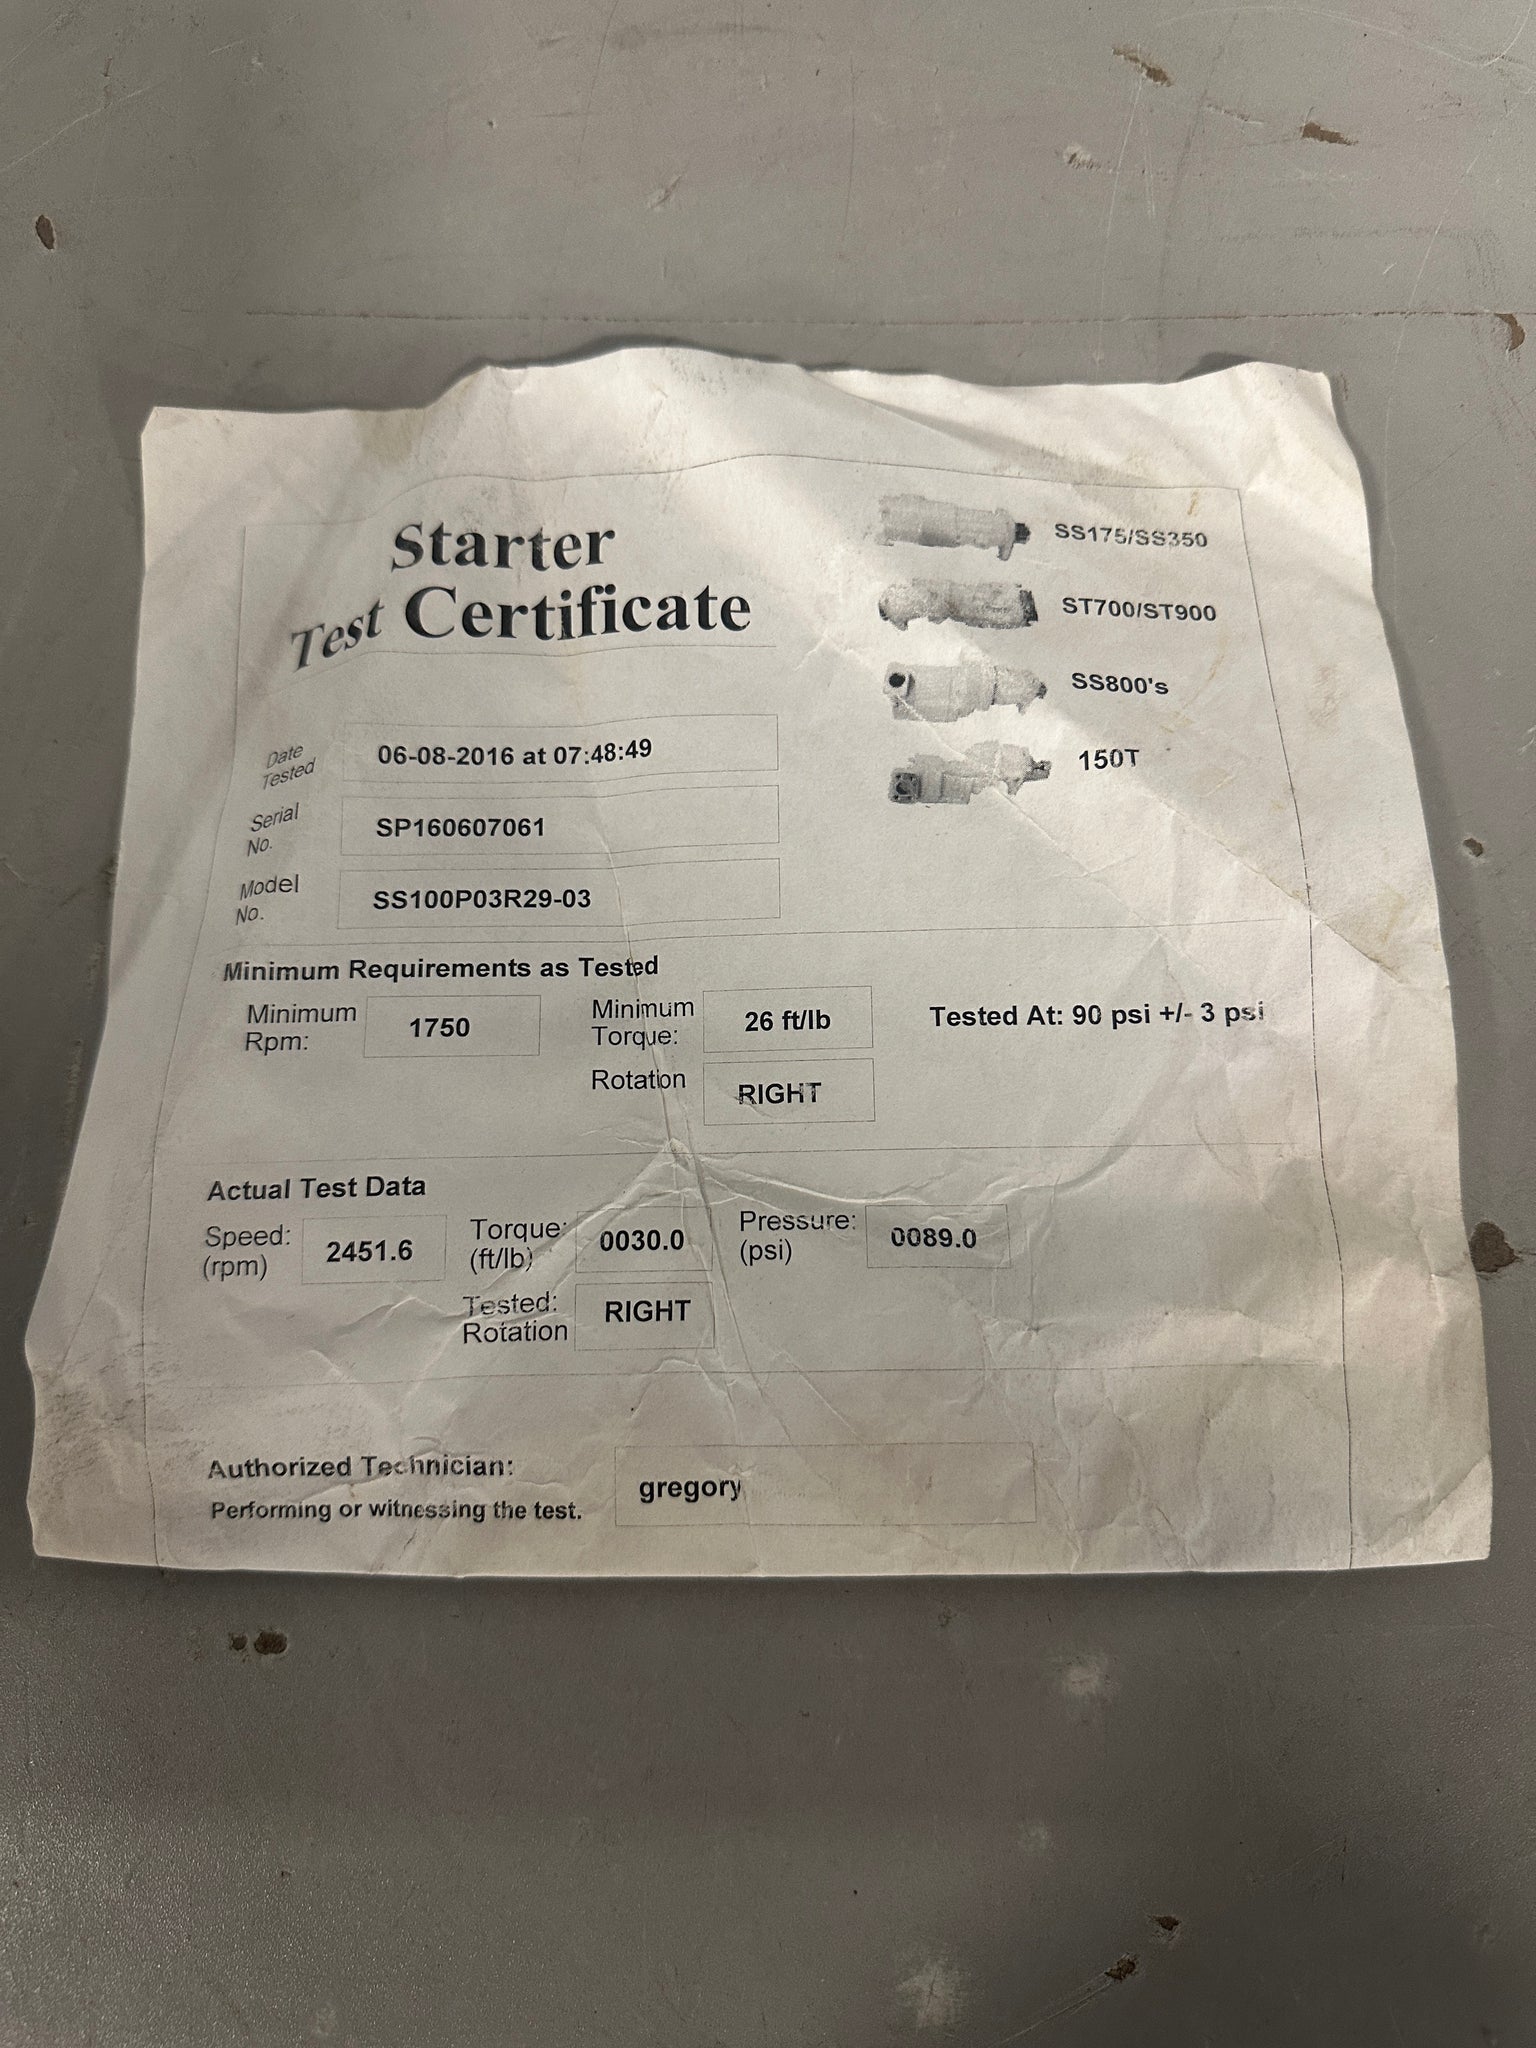 Starter
Test Certificate
SS175/SS350
ST700/ST900
SS800's
150T
Date
Tested
06-08-2016 at 07:48:49
Serial
No.
SP160607061
Model
No.
SS100P03R29-03
Minimum Requirements as Tested
Minimum
Rpm:
1750
Minimum
Torque:
26 ft/lb
Tested At: 90 psi +/- 3 psi
Rotation
RIGHT
Actual Test Data
Speed:
(rpm)
2451.6
Torque:
(ft/lb)
0030.0
Pressure:
(psi)
0089.0
Tested:
Rotation
RIGHT
Authorized Technician:
Performing or witnessing the test.
gregory